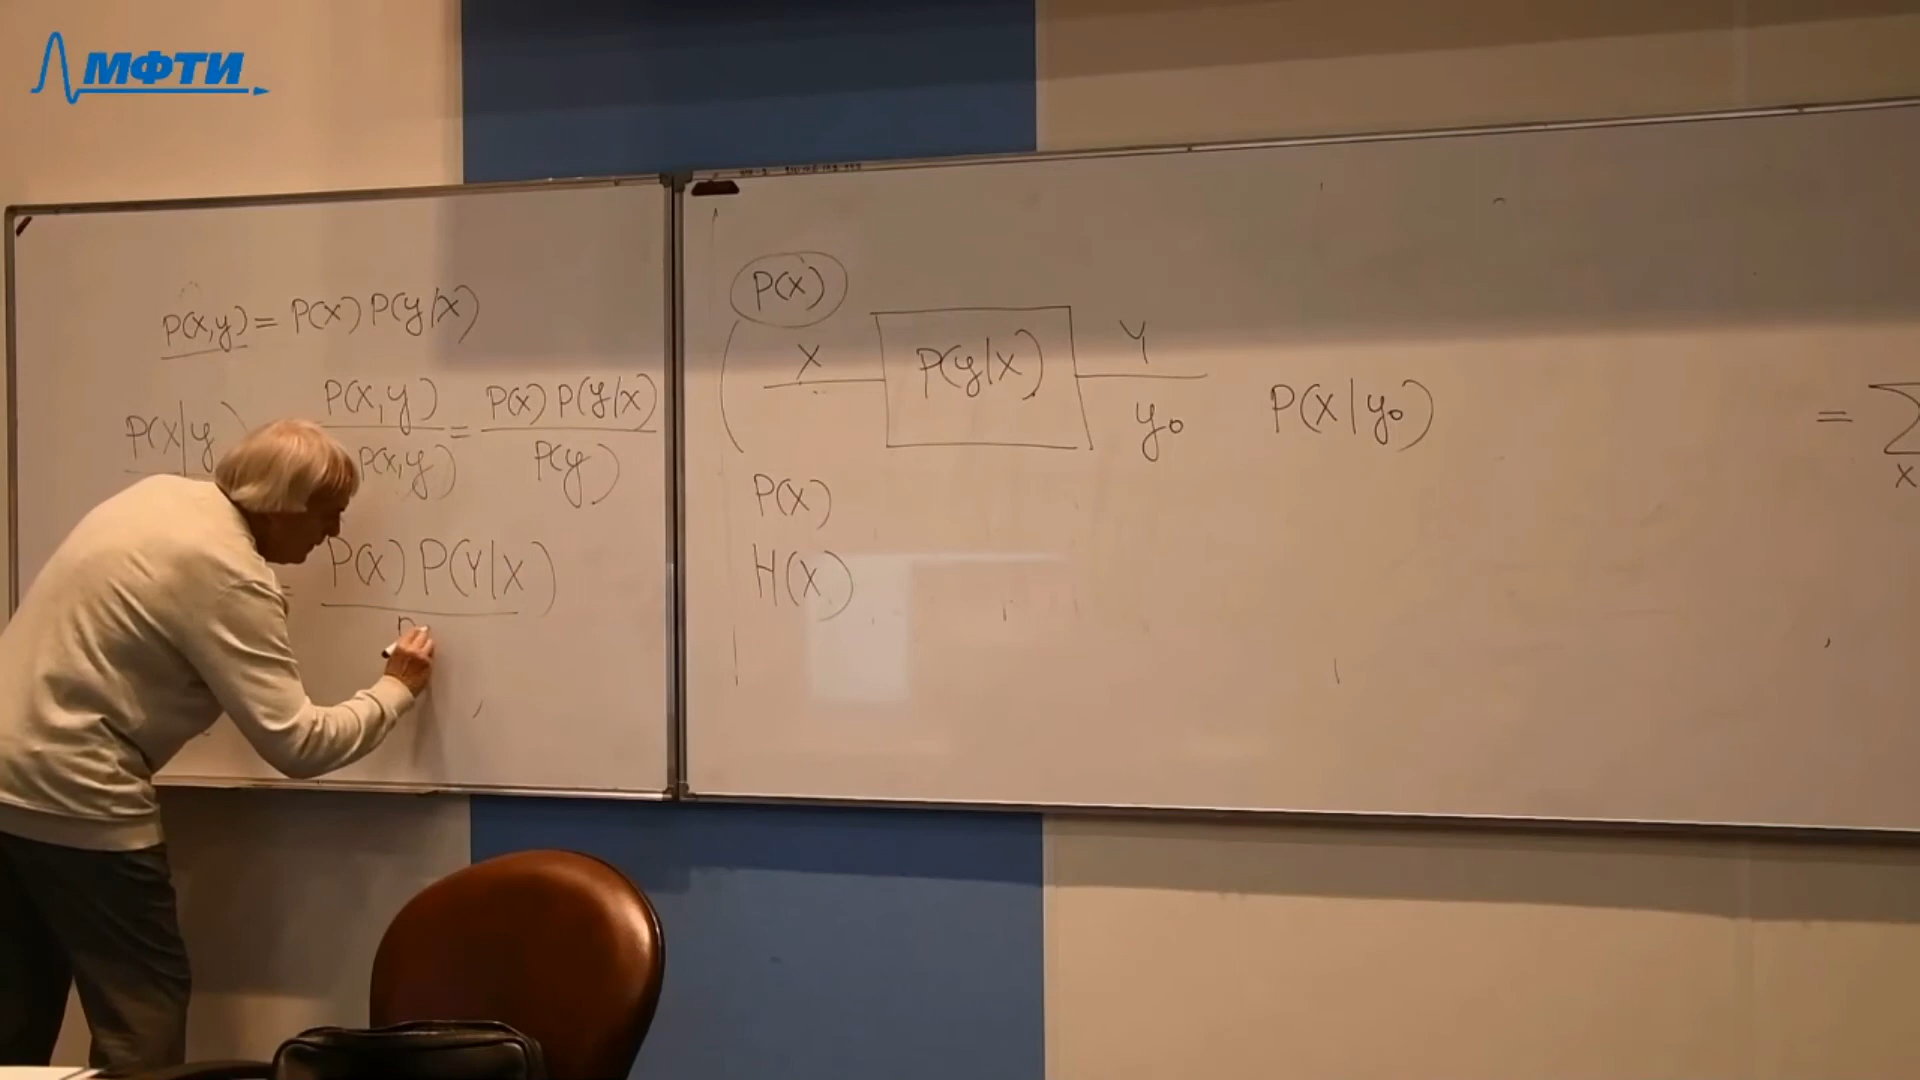 МФТИ
P(x,y) = P(x) P(y/x)
P(x|y) P(x,y) / P(x,y) = P(x) P(y/x) / P(y)
= P(x) P(Y/X)
P(x)
X P(y|x) Y
y₀ P(x|y₀)
P(x)
H(x)
= Σ
x